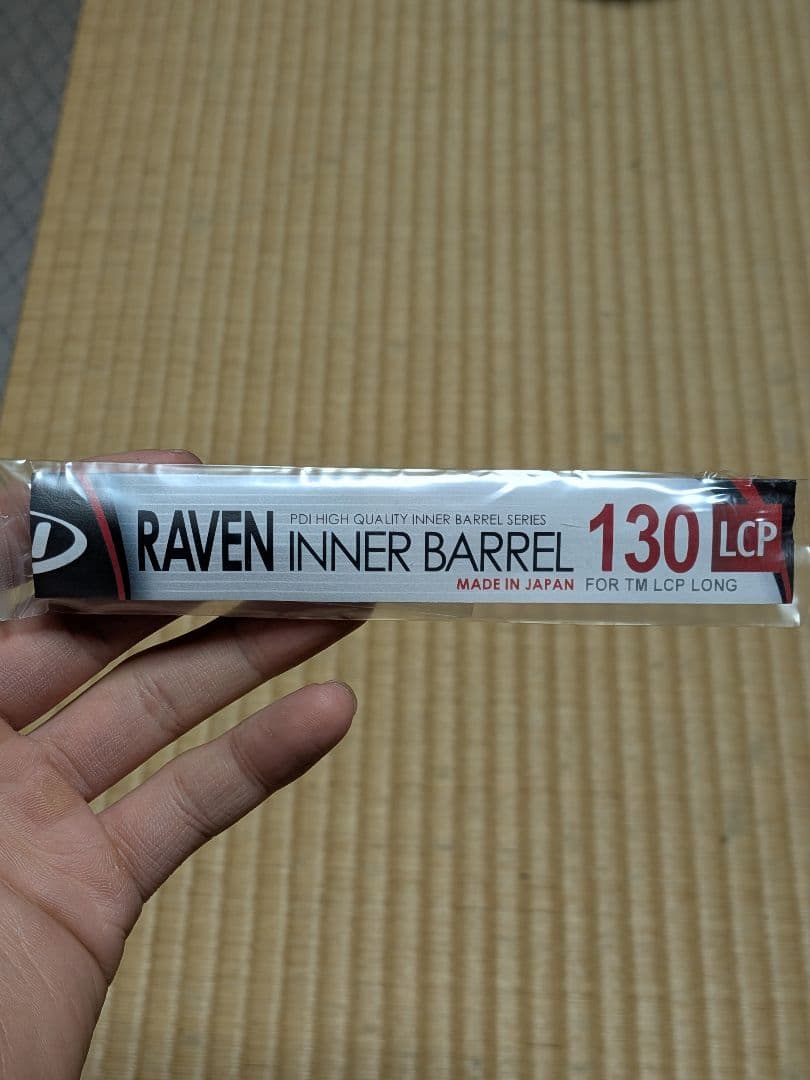 RAVEN
PDI HIGH QUALITY INNER BARREL SERIES
INNER BARREL
130
LCP
MADE IN JAPAN
FOR TM LCP LONG